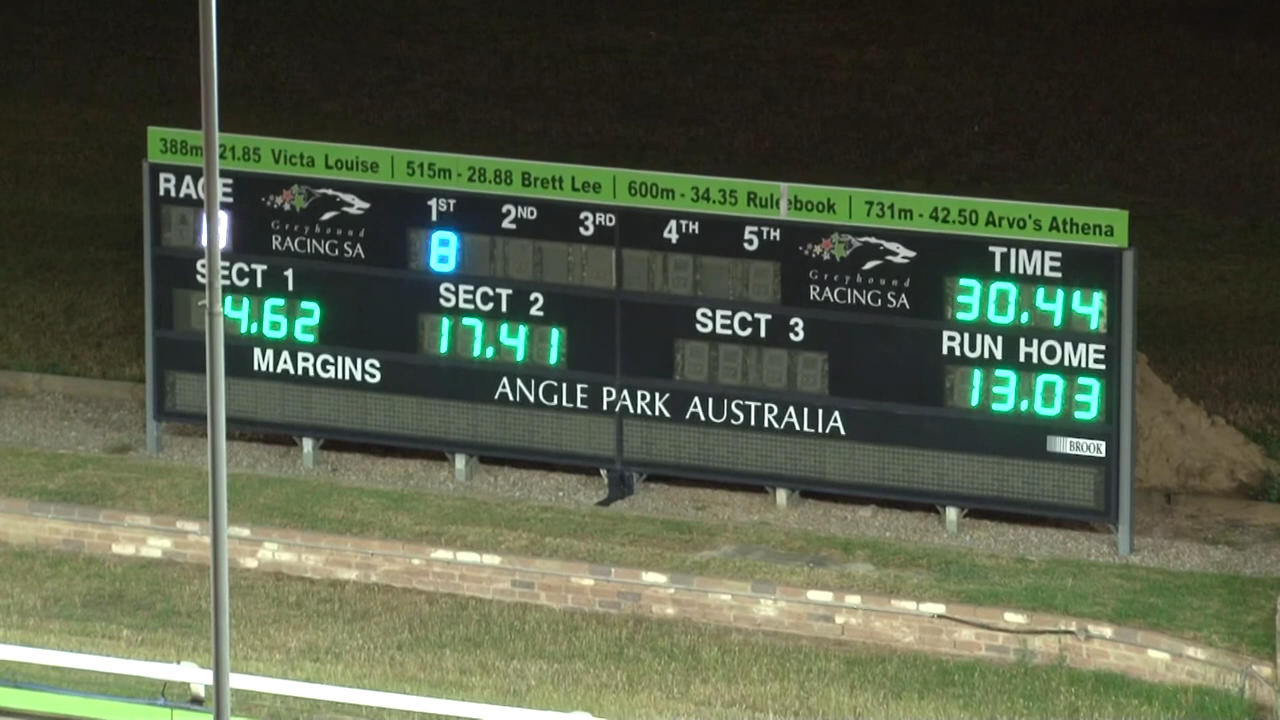 388m 21.85 Victa Louise | 515m - 28.88 Brett Lee | 600m - 34.35 Rulebook | 731m - 42.50 Arvo's Athena
RACE
Greyhound
RACING SA
1ST 2ND 3RD 4TH 5TH
8
Greyhound
RACING SA
TIME
30.44
SECT 1
4.62
SECT 2
17.41
SECT 3
RUN HOME
13.03
MARGINS
ANGLE PARK AUSTRALIA
BROOK